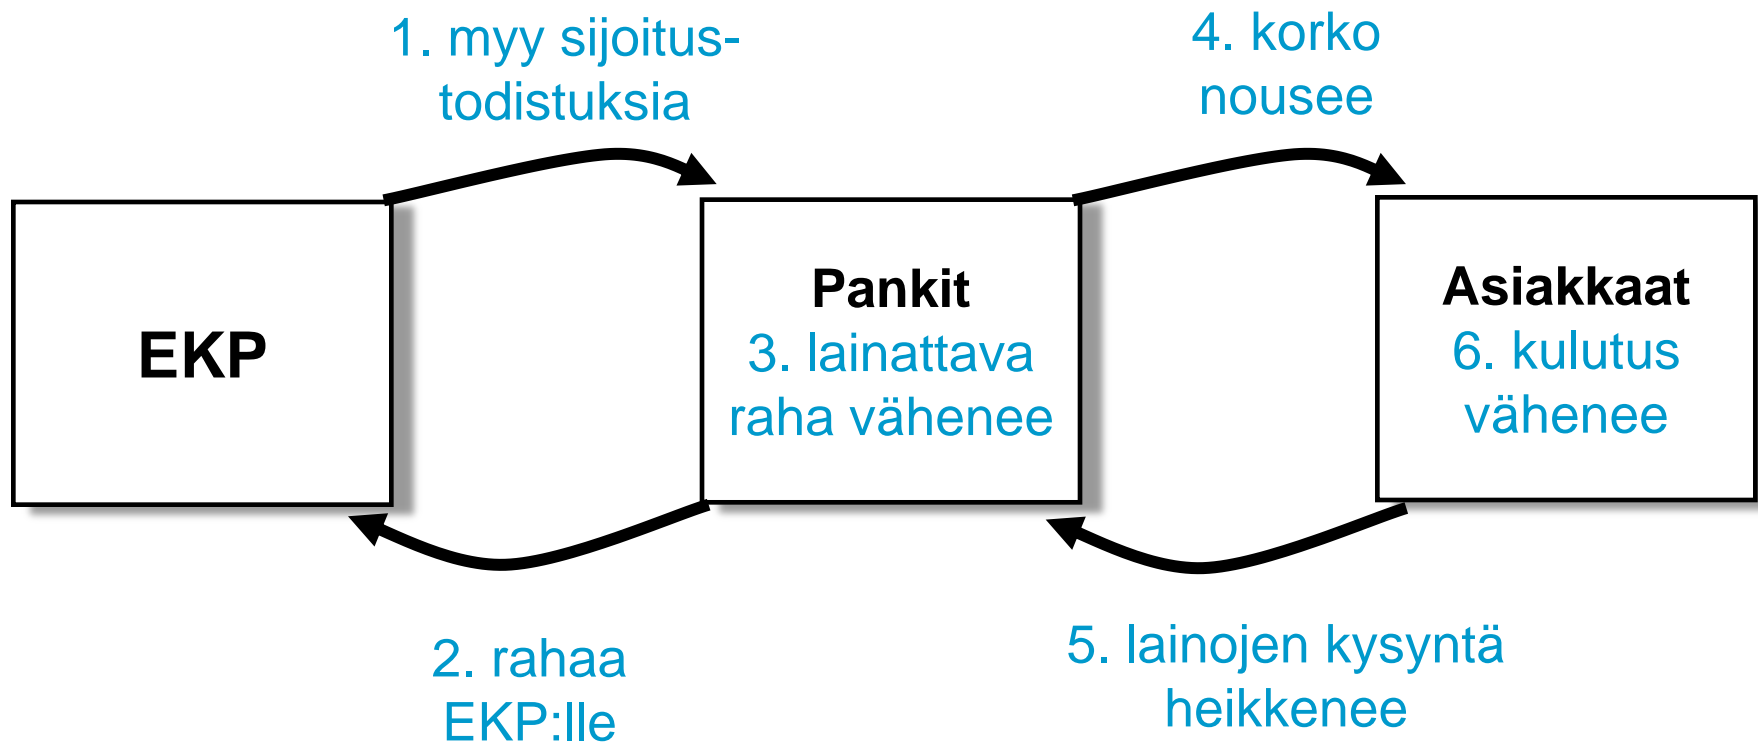 1. myy sijoitus-
todistuksia
4. korko
nousee
EKP
Pankit
3. lainattava
raha vähenee
Asiakkaat
6. kulutus
vähenee
2. rahaa
EKP:lle
5. lainojen kysyntä
heikkenee